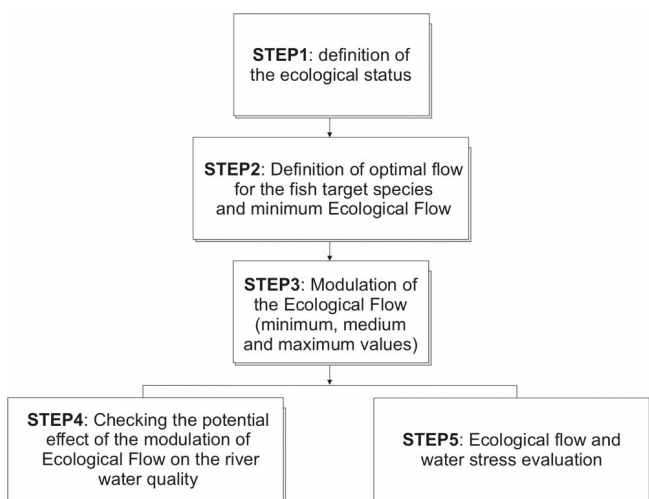 STEP1: definition of
the ecological status
STEP2: Definition of optimal flow
for the fish target species
and minimum Ecological Flow
STEP3: Modulation of
the Ecological Flow
(minimum, medium
and maximum values)
STEP4: Checking the potential
effect of the modulation of
Ecological Flow on the river
water quality
STEP5: Ecological flow and
water stress evaluation